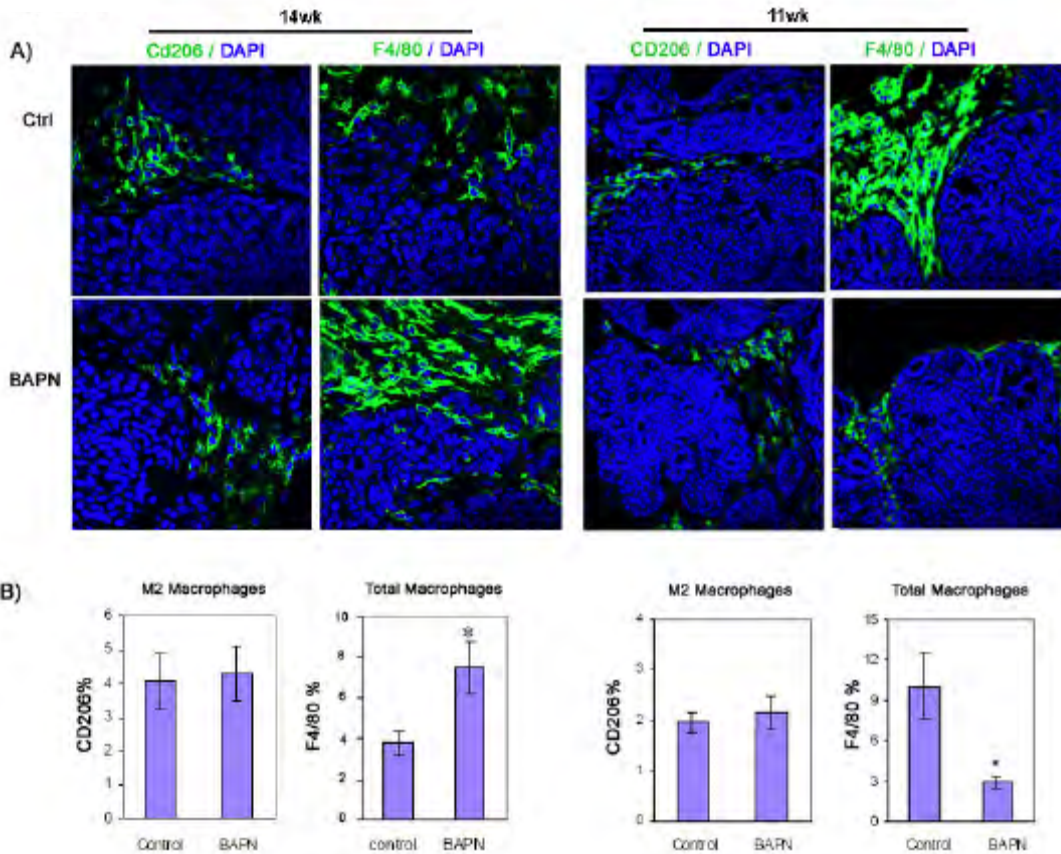 14wk 11wk
A) Cd206 / DAPI F4/80 / DAPI CD206 / DAPI F4/80 / DAPI
Ctrl
BAPN
B) M2 Macrophages Total Macrophages M2 Macrophages Total Macrophages
CD206%
6
5
4
3
2
1
0
Control BAPN
F4/80 %
10
8
6
4
2
0
*
control BAPN
CD206%
4
3
2
1
0
Control BAPN
F4/80 %
15
12
9
6
3
0
*
Control BAPN